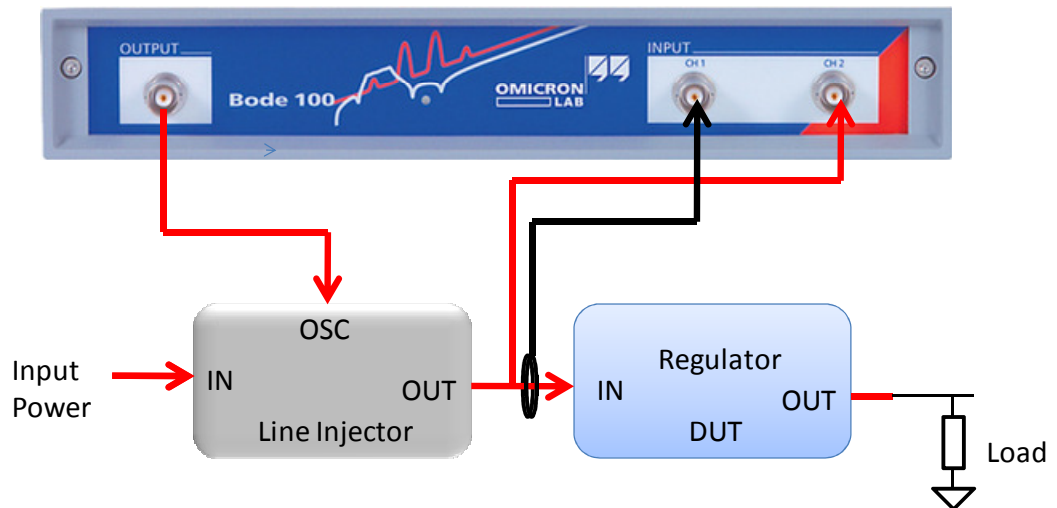 OUTPUT
INPUT
CH 1
CH 2
Bode 100
OMICRON
LAB
OSC
Input
Power
IN
OUT
Line Injector
Regulator
IN
OUT
DUT
Load